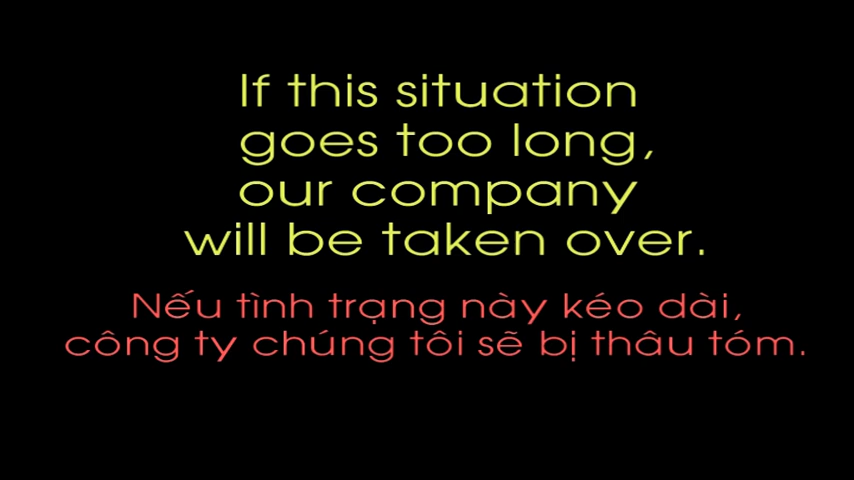 If this situation
goes too long,
our company
will be taken over.
Nếu tình trạng này kéo dài,
công ty chúng tôi sẽ bị thâu tóm.